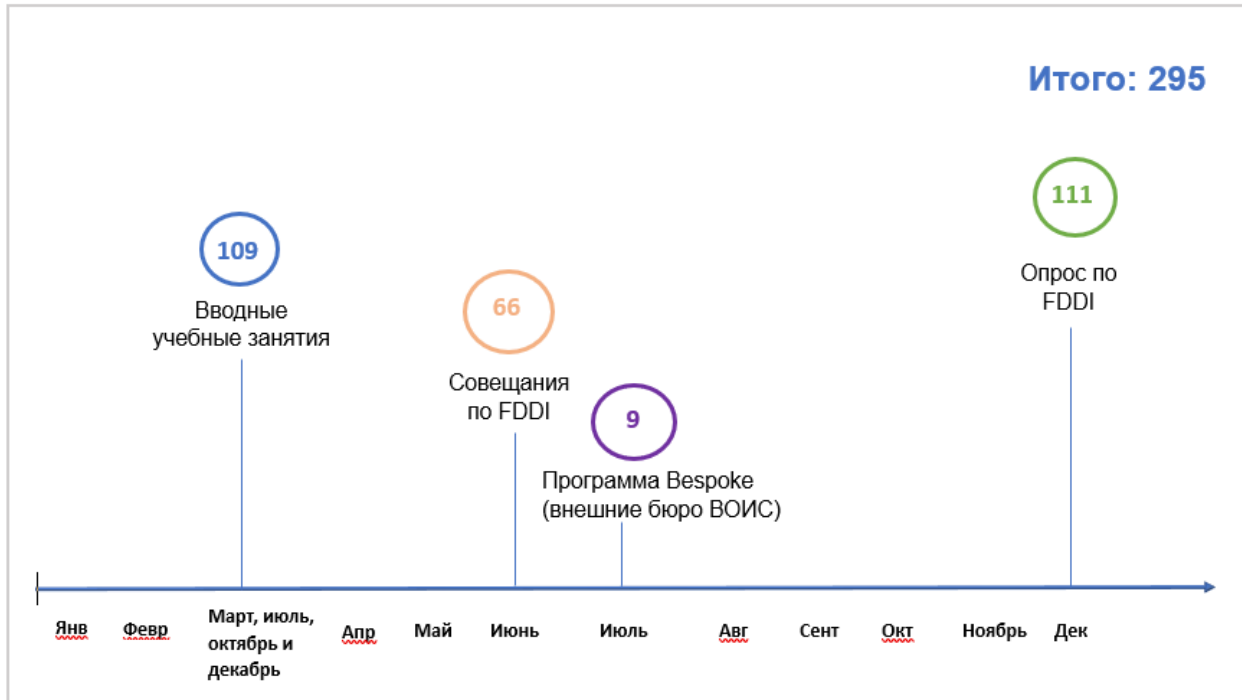 Итого: 295
111
109
Опрос по
FDDI
66
Вводные
учебные занятия
Совещания
по FDDI
9
Программа Bespoke
(внешние бюро ВОИС)
Янв
Февр
Март, июль,
октябрь и
декабрь
Апр
Май
Июнь
Июль
Авг
Сент
Окт
Ноябрь
Дек